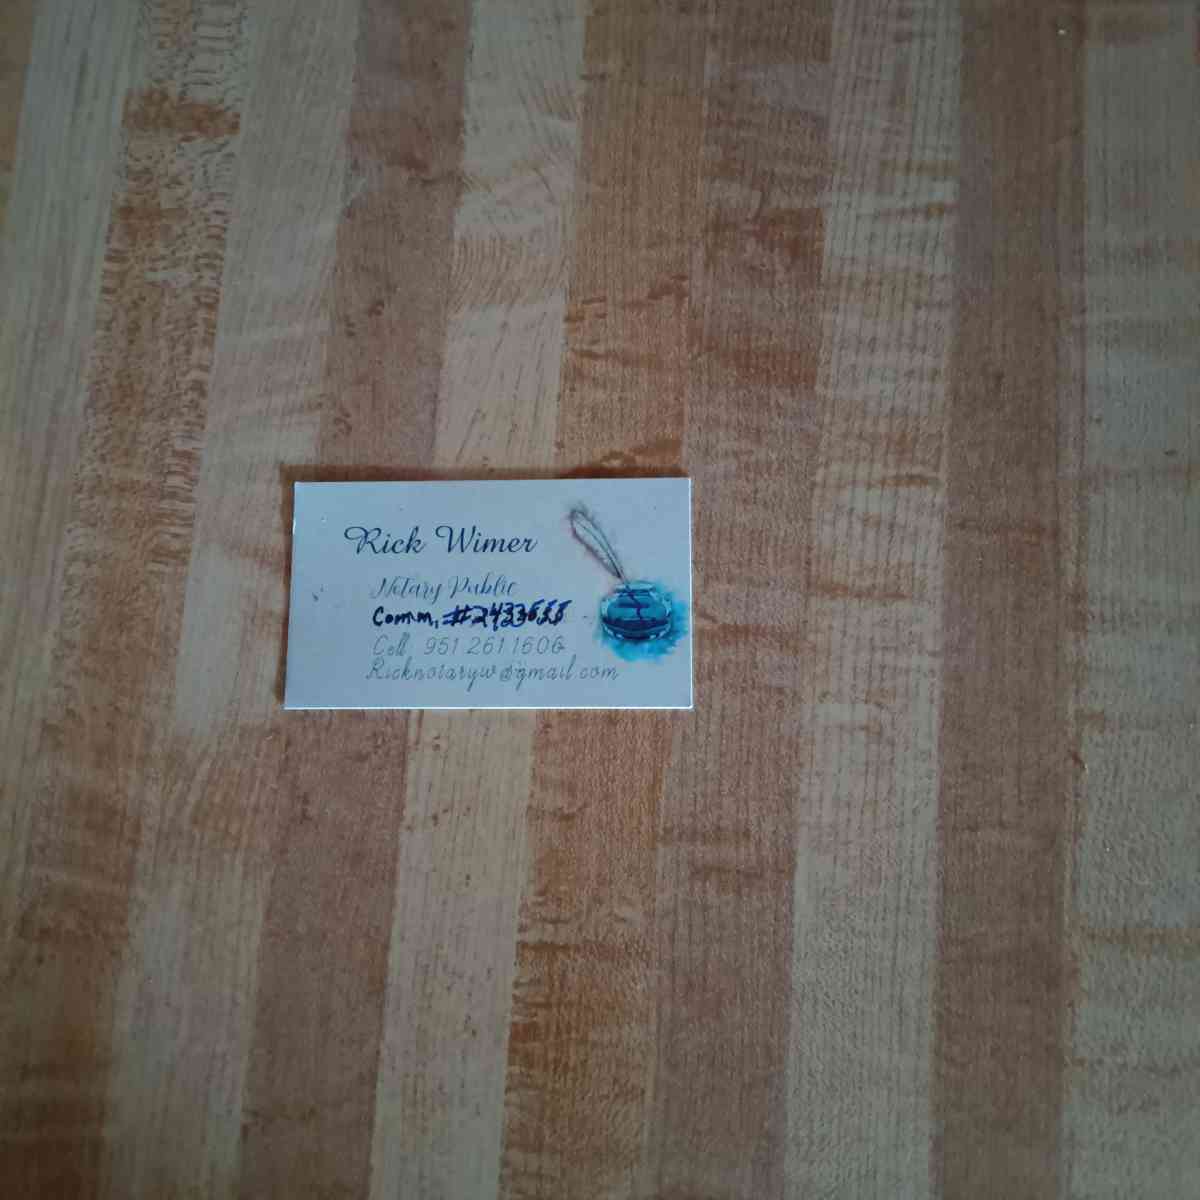 Rick Wimer
Notary Public
Comm,
Cell 951 261 1606
Ricknotaryw@gmail.com